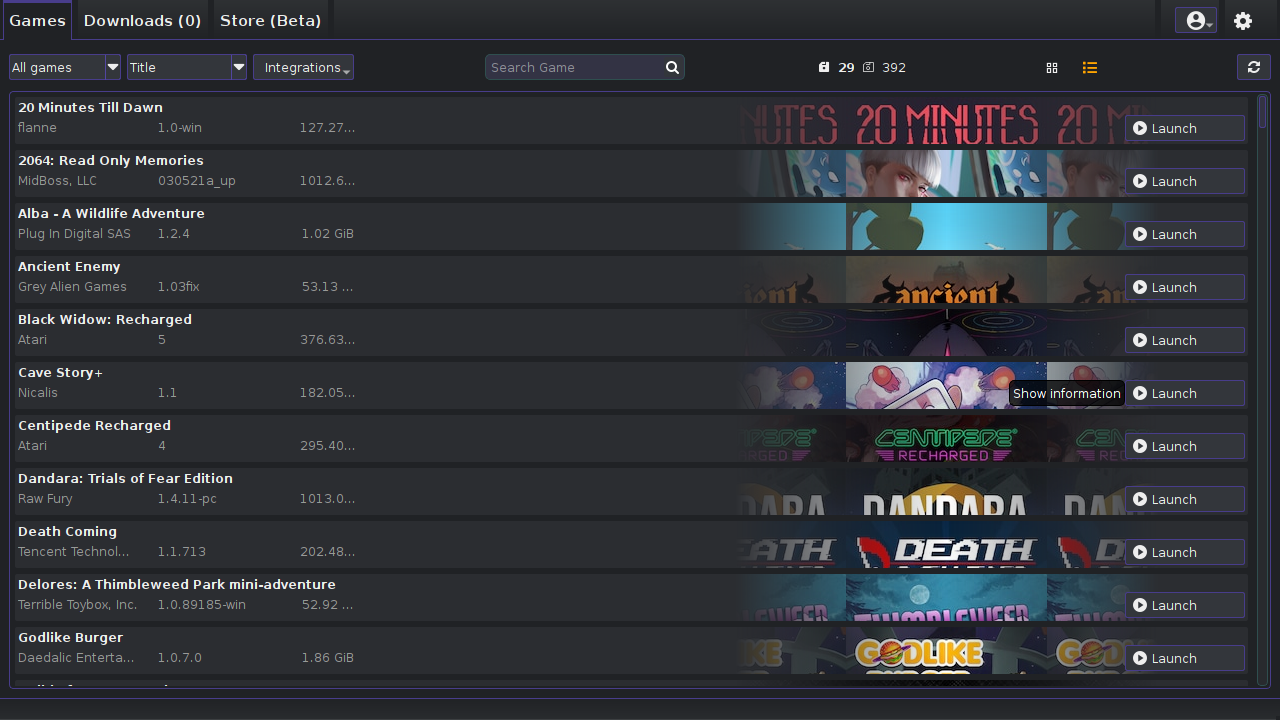 Games Downloads (0) Store (Beta)
All games Title Integrations Search Game 29 392
20 Minutes Till Dawn
flanne 1.0-win 127.27... NUTES 20 MINUTES 20 M Launch
2064: Read Only Memories
MidBoss, LLC 030521a_up 1012.6... Launch
Alba - A Wildlife Adventure
Plug In Digital SAS 1.2.4 1.02 GiB Launch
Ancient Enemy
Grey Alien Games 1.03fix 53.13 ... ancient Launch
Black Widow: Recharged
Atari 5 376.63... Launch
Cave Story+
Nicalis 1.1 182.05... Show information Launch
Centipede Recharged
Atari 4 295.40... CENTIPEDE RECHARGED Launch
Dandara: Trials of Fear Edition
Raw Fury 1.4.11-pc 1013.0... DANDARA Launch
Death Coming
Tencent Technol... 1.1.713 202.48... DEATH Launch
Delores: A Thimbleweed Park mini-adventure
Terrible Toybox, Inc. 1.0.89185-win 52.92 ... THIMBLEWEED Launch
Godlike Burger
Daedalic Enterta... 1.0.7.0 1.86 GiB GODLIKE Launch